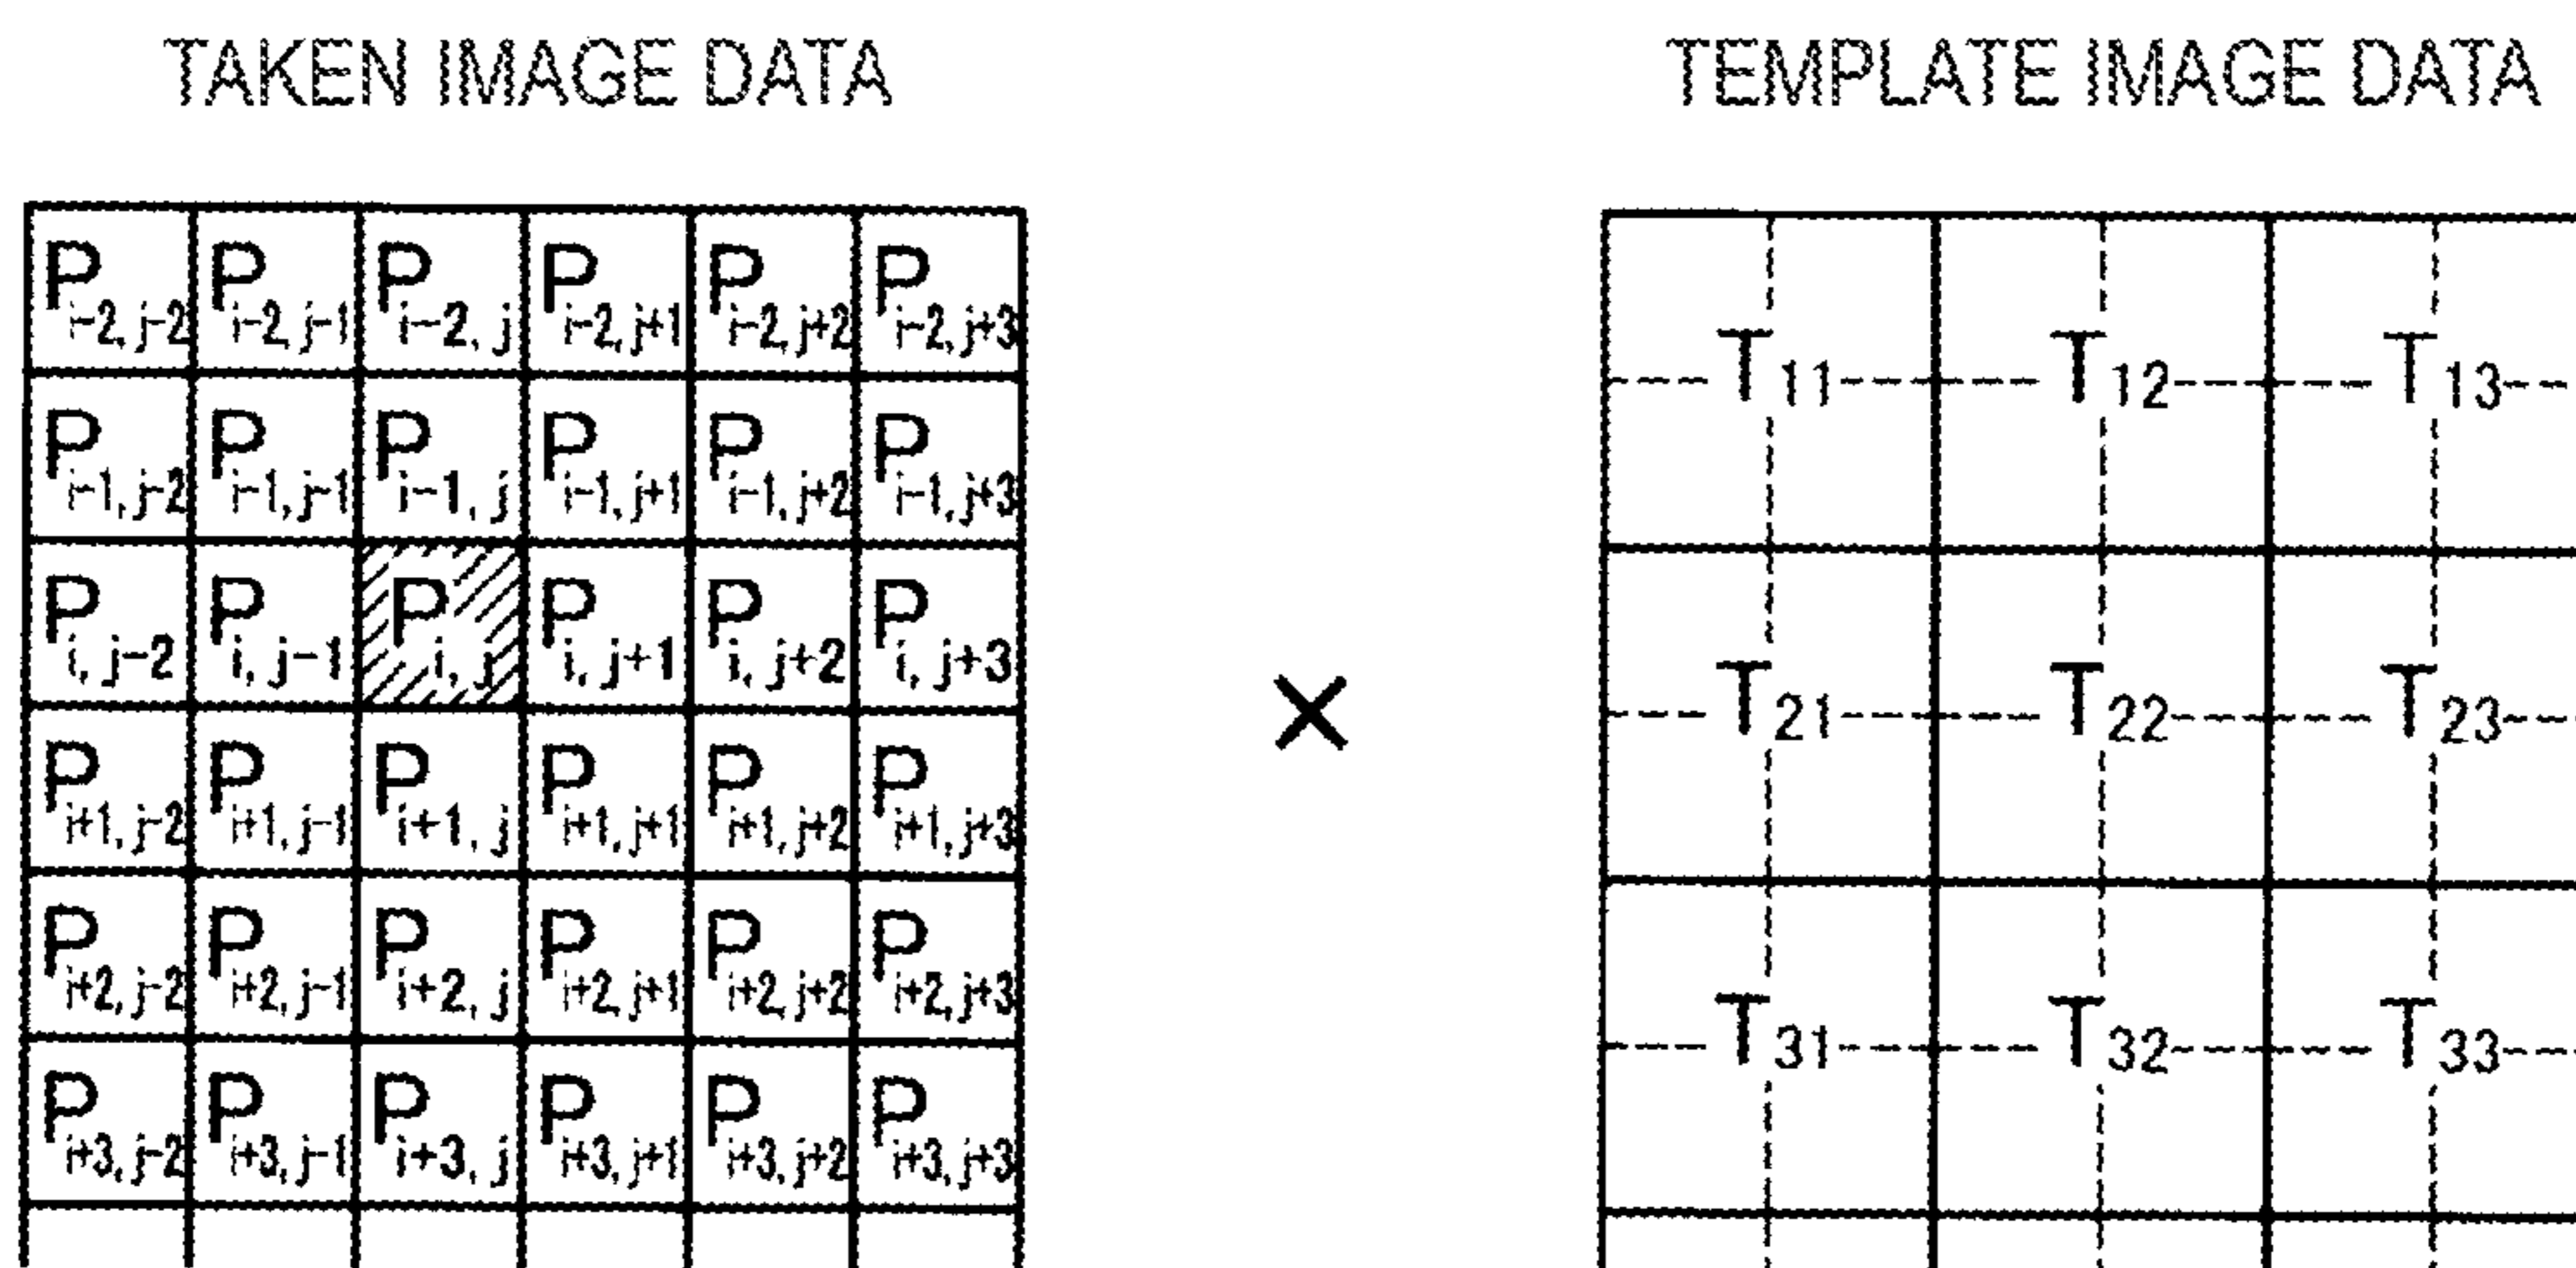 TAKEN IMAGE DATA
TEMPLATE IMAGE DATA
P i-2, j-2 P i-2, j-1 P i-2, j P i-2, j+1 P i-2, j+2 P i-2, j+3
P i-1, j-2 P i-1, j-1 P i-1, j P i-1, j+1 P i-1, j+2 P i-1, j+3
P i, j-2 P i, j-1 P i, j P i, j+1 P i, j+2 P i, j+3
P i+1, j-2 P i+1, j-1 P i+1, j P i+1, j+1 P i+1, j+2 P i+1, j+3
P i+2, j-2 P i+2, j-1 P i+2, j P i+2, j+1 P i+2, j+2 P i+2, j+3
P i+3, j-2 P i+3, j-1 P i+3, j P i+3, j+1 P i+3, j+2 P i+3, j+3
×
T11 T12 T13
T21 T22 T23
T31 T32 T33